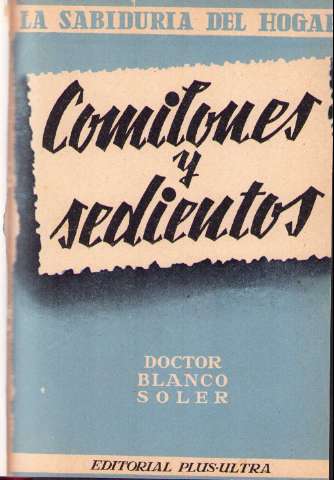 LA SABIDURIA DEL HOGAR
Comilones
y
sedientos
DOCTOR
BLANCO
SOLER
EDITORIAL PLUS-ULTRA